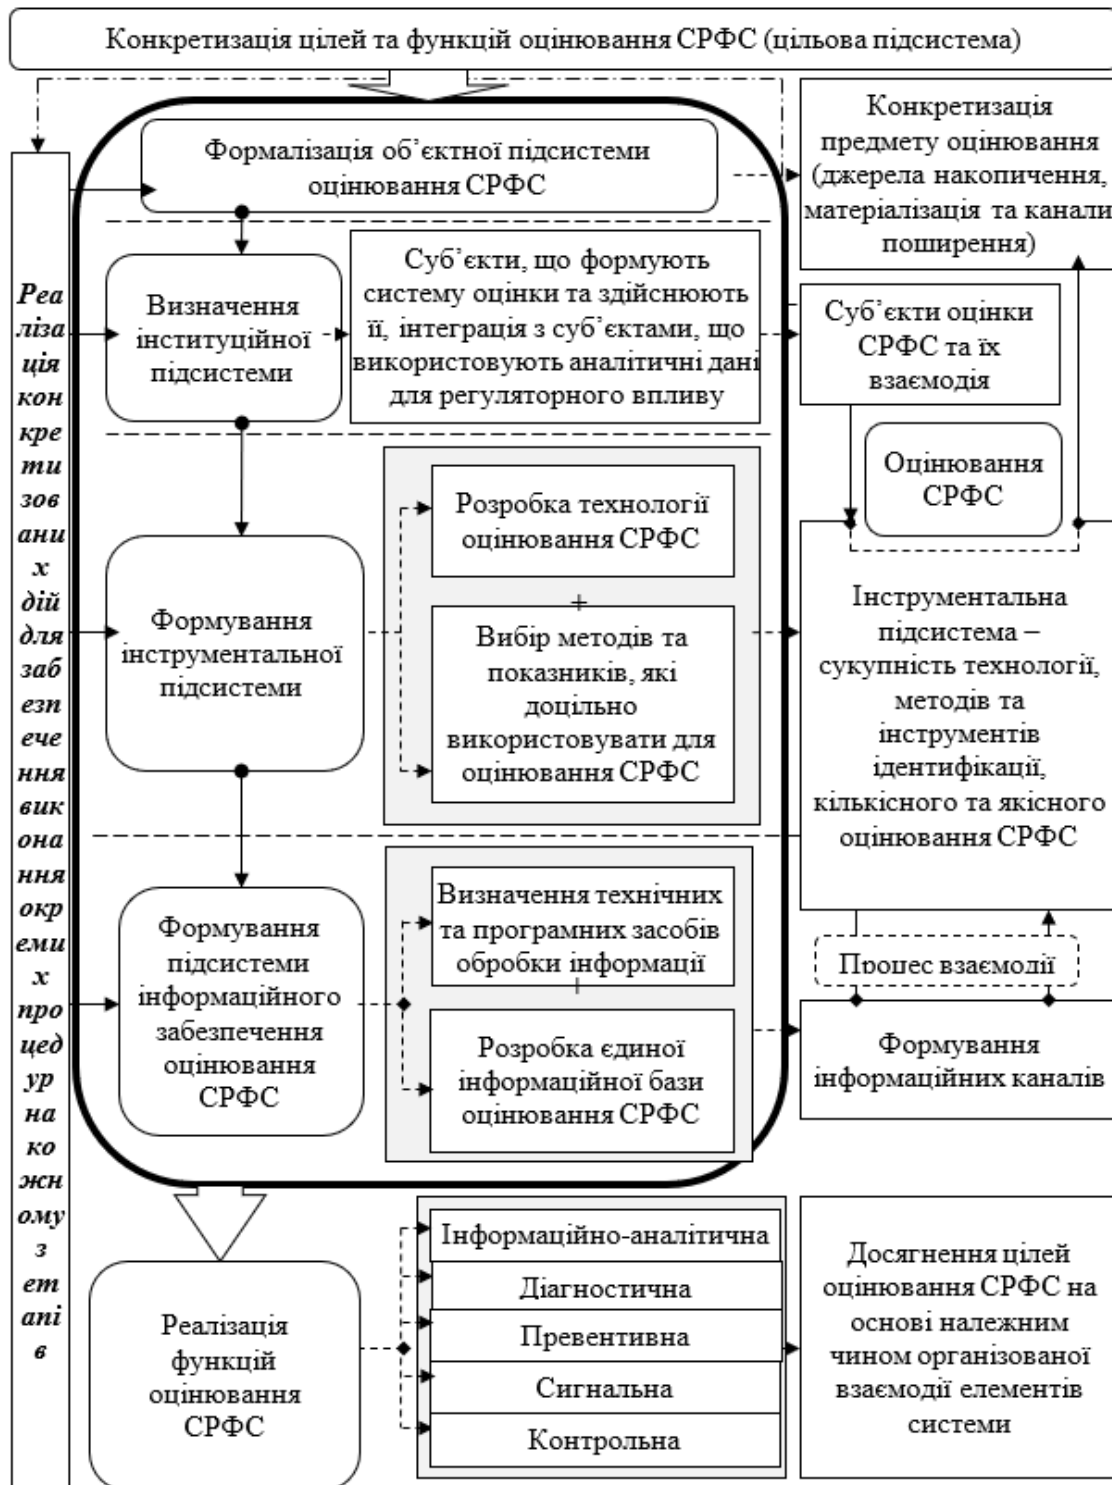 Конкретизація цілей та функцій оцінювання СРФС (цільова підсистема)
Формалізація об’єктної підсистеми
оцінювання СРФС
Конкретизація
предмету оцінювання
(джерела накопичення,
матеріалізація та канали
поширення)
Визначення
інституційної
підсистеми
Суб’єкти, що формують
систему оцінки та здійснюють
її, інтеграція з суб’єктами, що
використовують аналітичні дані
для регуляторного впливу
Суб’єкти оцінки
СРФС та їх
взаємодія
Оцінювання
СРФС
Формування
інструментальної
підсистеми
Розробка технології
оцінювання СРФС
+
Вибір методів та
показників, які
доцільно
використовувати для
оцінювання СРФС
Інструментальна
підсистема –
сукупність технології,
методів та
інструментів
ідентифікації,
кількісного та якісного
оцінювання СРФС
Формування
підсистеми
інформаційного
забезпечення
оцінювання
СРФС
Визначення технічних
та програмних засобів
обробки інформації
+
Розробка єдиної
інформаційної бази
оцінювання СРФС
Процес взаємодії
Формування
інформаційних каналів
Реа
ліза
ція
кон
кре
ти
зов
ани
х
дій
для
заб
езп
ече
ння
вик
она
ння
окр
еми
х
про
цед
ур
на
ко
жн
ому
з
ет
апі
в
Реалізація
функцій
оцінювання
СРФС
Інформаційно-аналітична
Діагностична
Превентивна
Сигнальна
Контрольна
Досягнення цілей
оцінювання СРФС на
основі належним
чином організованої
взаємодії елементів
системи